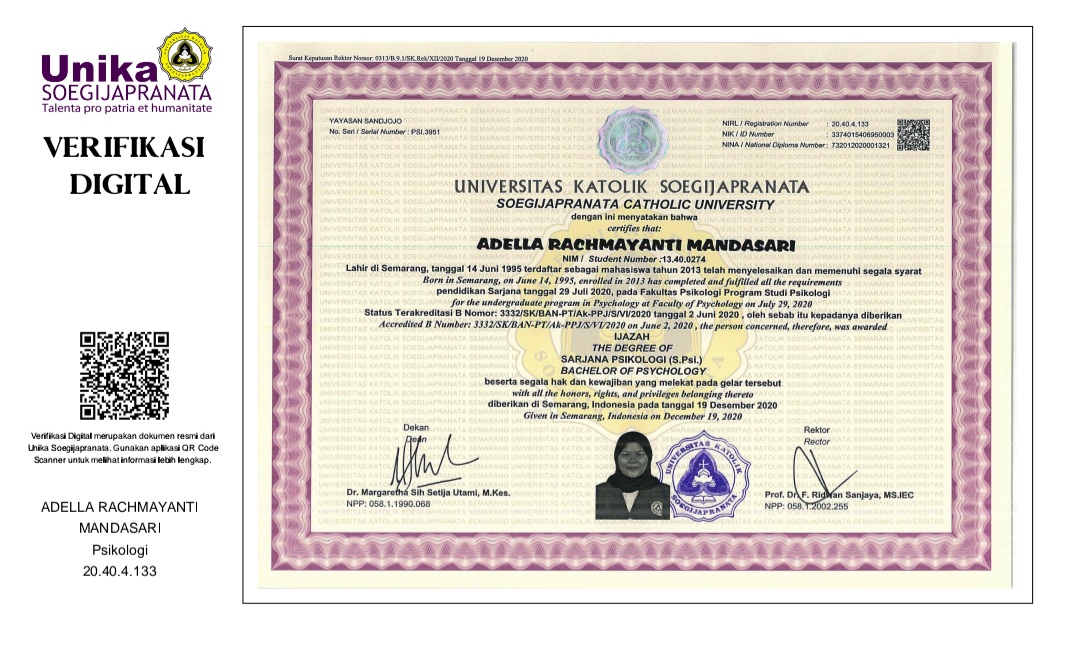 Unika
SOEGIJAPRANATA
Talenta pro patria et humanitate
VERIFIKASI
DIGITAL
Verifikasi Digital merupakan dokumen resmi dari
Unika Soegijapranata. Gunakan aplikasi QR Code
Scanner untuk melihat informasi lebih lengkap.
ADELLA RACHMAYANTI
MANDASARI
Psikologi
20.40.4.133
Surat Keputusan Rektor Nomor: 0313/B.9.1/SK.Rek/XII/2020 Tanggal 19 Desember 2020
YAYASAN SANDJOJO
No. Seri / Serial Number : PSI.3951
NIRL / Registration Number : 20.40.4.133
NIK / ID Number : 3374015406950003
NINA / National Diploma Number : 732012020001321
UNIVERSITAS KATOLIK SOEGIJAPRANATA
SOEGIJAPRANATA CATHOLIC UNIVERSITY
dengan ini menyatakan bahwa
certifies that:
ADELLA RACHMAYANTI MANDASARI
NIM / Student Number :13.40.0274
Lahir di Semarang, tanggal 14 Juni 1995 terdaftar sebagai mahasiswa tahun 2013 telah menyelesaikan dan memenuhi segala syarat
Born in Semarang, on June 14, 1995, enrolled in 2013 has completed and fulfilled all the requirements
pendidikan Sarjana tanggal 29 Juli 2020, pada Fakultas Psikologi Program Studi Psikologi
for the undergraduate program in Psychology at Faculty of Psychology on July 29, 2020
Status Terakreditasi B Nomor: 3332/SK/BAN-PT/Ak-PPJ/S/VI/2020 tanggal 2 Juni 2020 , oleh sebab itu kepadanya diberikan
Accredited B Number: 3332/SK/BAN-PT/Ak-PPJ/S/VI/2020 on June 2, 2020 , the person concerned, therefore, was awarded
IJAZAH
THE DEGREE OF
SARJANA PSIKOLOGI (S.Psi.)
BACHELOR OF PSYCHOLOGY
beserta segala hak dan kewajiban yang melekat pada gelar tersebut
with all the honors, rights, and privileges belonging thereto
diberikan di Semarang, Indonesia pada tanggal 19 Desember 2020
Given in Semarang, Indonesia on December 19, 2020
Dekan
Dean
Dr. Margaretha Sih Setija Utami, M.Kes.
NPP: 058.1.1990.068
UNIVERSITAS KATOLIK
SOEGIJAPRANATA
Rektor
Rector
Prof. Dr. F. Ridwan Sanjaya, MS.IEC
NPP: 058.1.2002.255